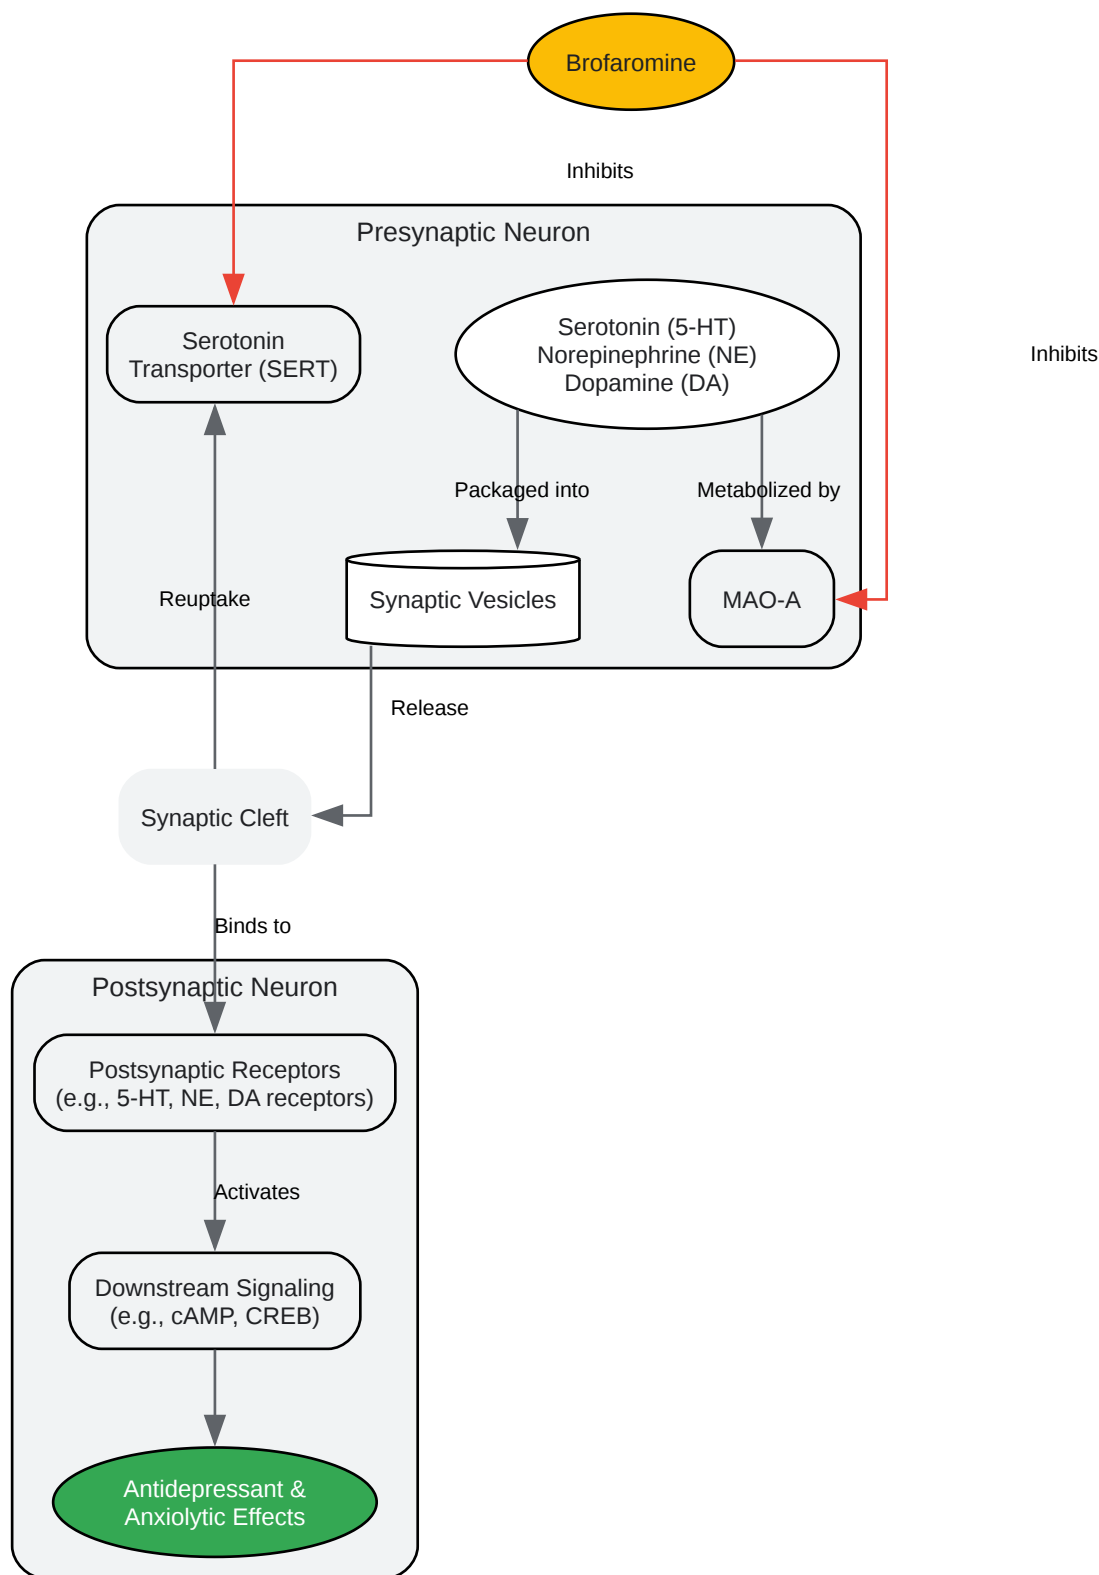 Brofaromine
Inhibits
Presynaptic Neuron
Serotonin
Transporter (SERT)
Serotonin (5-HT)
Norepinephrine (NE)
Dopamine (DA)
Inhibits
Packaged into
Metabolized by
Reuptake
Synaptic Vesicles
MAO-A
Release
Synaptic Cleft
Binds to
Postsynaptic Neuron
Postsynaptic Receptors
(e.g., 5-HT, NE, DA receptors)
Activates
Downstream Signaling
(e.g., cAMP, CREB)
Antidepressant &
Anxiolytic Effects